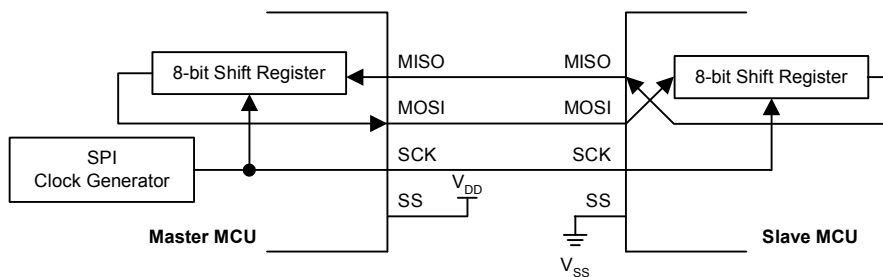 8-bit Shift Register
MISO
MISO
8-bit Shift Register
MOSI
MOSI
SPI
Clock Generator
SCK
SCK
VDD
SS
SS
Master MCU
Slave MCU
VSS